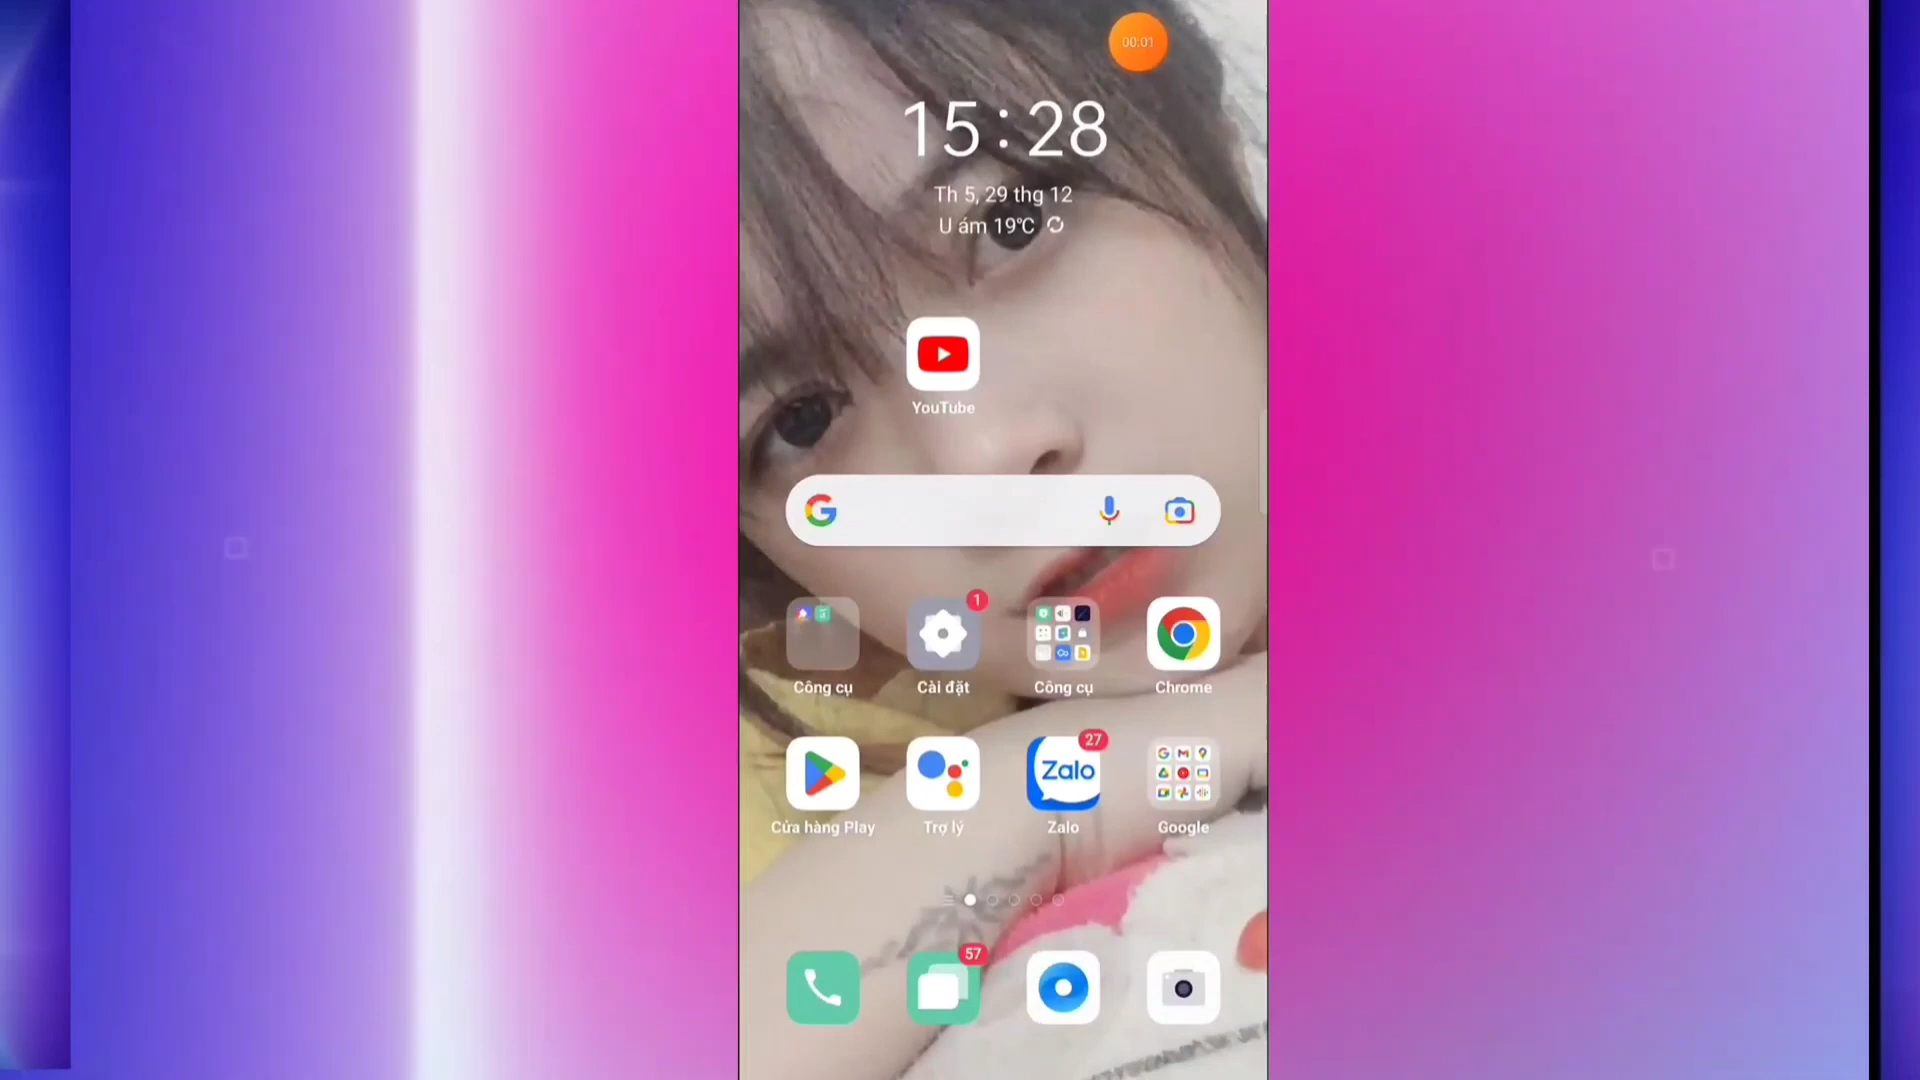 00:01
15:28
Th 5, 29 thg 12
U ám 19℃
YouTube
1
Công cụ
Cài đặt
Công cụ
Chrome
27
Zalo
Cửa hàng Play
Trợ lý
Zalo
Google
57